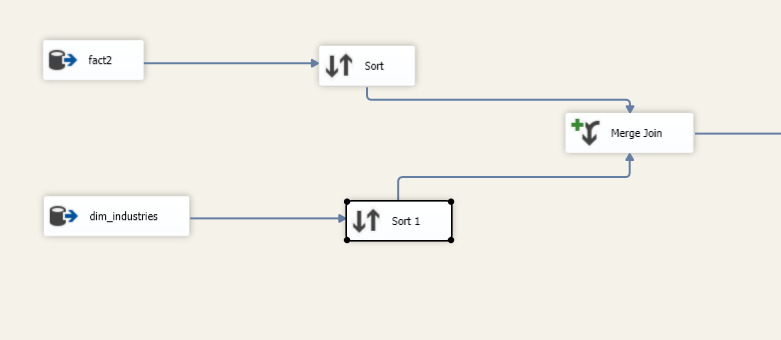 fact2
Sort
Merge Join
dim_industries
Sort 1